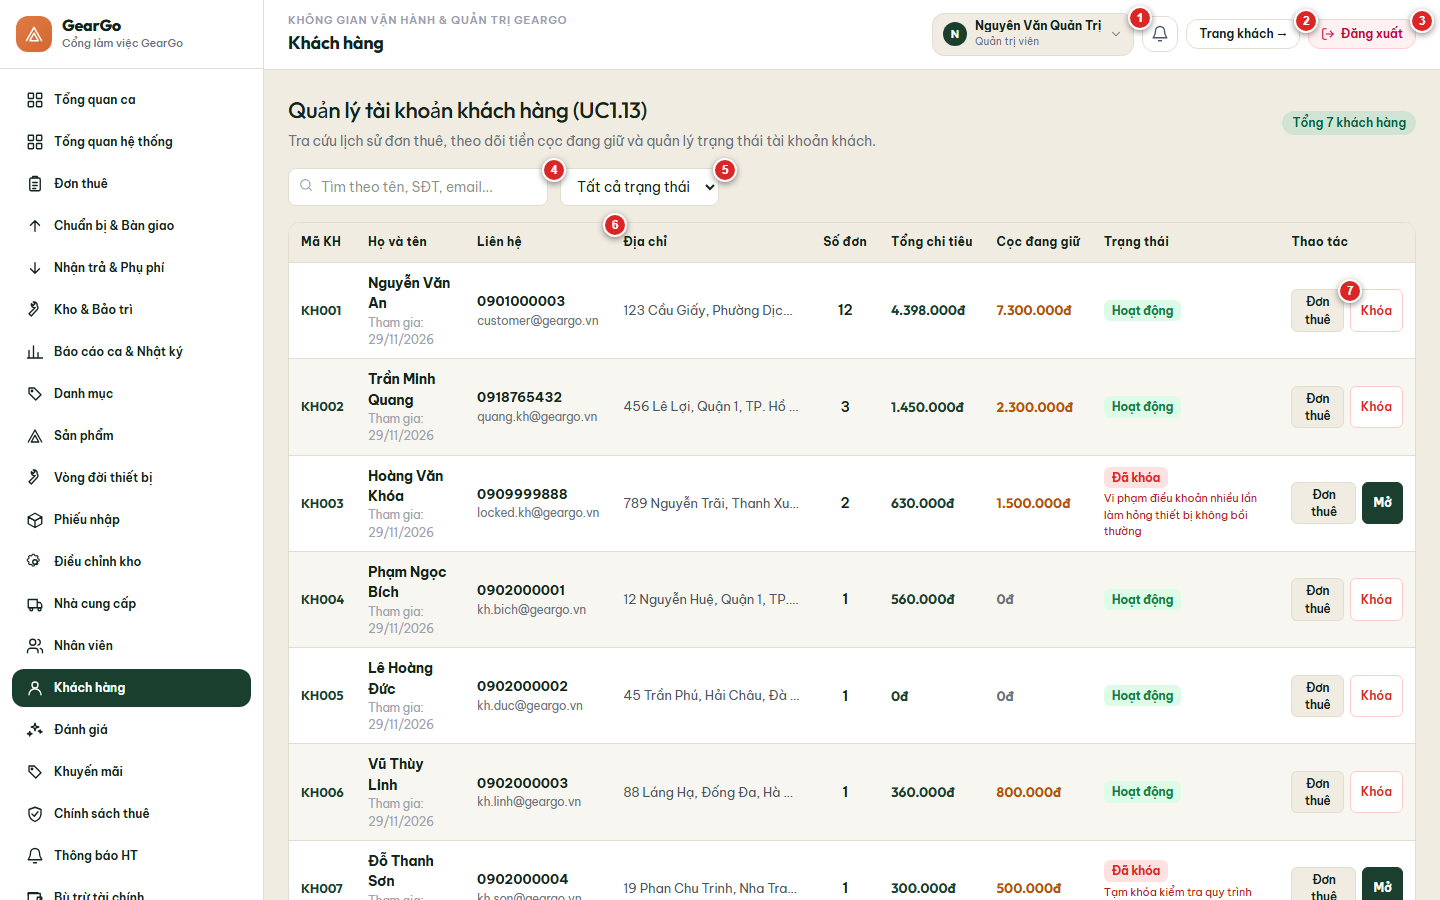 GearGo
Cổng làm việc GearGo
Tổng quan ca
Tổng quan hệ thống
Đơn thuê
Chuẩn bị & Bàn giao
Nhận trả & Phụ phí
Kho & Bảo trì
Báo cáo ca & Nhật ký
Danh mục
Sản phẩm
Vòng đời thiết bị
Phiếu nhập
Điều chỉnh kho
Nhà cung cấp
Nhân viên
Khách hàng
Đánh giá
Khuyến mãi
Chính sách thuê
Thông báo HT
Bù trừ tài chính
KHÔNG GIAN VẬN HÀNH & QUẢN TRỊ GEARGO
Khách hàng
N
Nguyễn Văn Quản Trị
Quản trị viên
1
Trang khách →
2
Đăng xuất
3
Quản lý tài khoản khách hàng (UC1.13)
Tra cứu lịch sử đơn thuê, theo dõi tiền cọc đang giữ và quản lý trạng thái tài khoản khách.
Tổng 7 khách hàng
Tìm theo tên, SĐT, email...
4
Tất cả trạng thái
5
6
Mã KH Họ và tên Liên hệ Địa chỉ Số đơn Tổng chi tiêu Cọc đang giữ Trạng thái Thao tác
KH001
Nguyễn Văn
An
Tham gia:
29/11/2026
0901000003
customer@geargo.vn
123 Cầu Giấy, Phường Dịc...
12
4.398.000đ
7.300.000đ
Hoạt động
Đơn
thuê
7
Khóa
KH002
Trần Minh
Quang
Tham gia:
29/11/2026
0918765432
quang.kh@geargo.vn
456 Lê Lợi, Quận 1, TP. Hồ ...
3
1.450.000đ
2.300.000đ
Hoạt động
Đơn
thuê
Khóa
KH003
Hoàng Văn
Khóa
Tham gia:
29/11/2026
0909999888
locked.kh@geargo.vn
789 Nguyễn Trãi, Thanh Xu...
2
630.000đ
1.500.000đ
Đã khóa
Vi phạm điều khoản nhiều lần
làm hỏng thiết bị không bồi
thường
Đơn
thuê
Mở
KH004
Phạm Ngọc
Bích
Tham gia:
29/11/2026
0902000001
kh.bich@geargo.vn
12 Nguyễn Huệ, Quận 1, TP....
1
560.000đ
0đ
Hoạt động
Đơn
thuê
Khóa
KH005
Lê Hoàng
Đức
Tham gia:
29/11/2026
0902000002
kh.duc@geargo.vn
45 Trần Phú, Hải Châu, Đà ...
1
0đ
0đ
Hoạt động
Đơn
thuê
Khóa
KH006
Vũ Thùy
Linh
Tham gia:
29/11/2026
0902000003
kh.linh@geargo.vn
88 Láng Hạ, Đống Đa, Hà ...
1
360.000đ
800.000đ
Hoạt động
Đơn
thuê
Khóa
KH007
Đỗ Thanh
Sơn
0902000004
kh.son@geargo.vn
19 Phan Chu Trinh, Nha Tra...
1
300.000đ
500.000đ
Đã khóa
Tạm khóa kiểm tra quy trình
Đơn
thuê
Mở